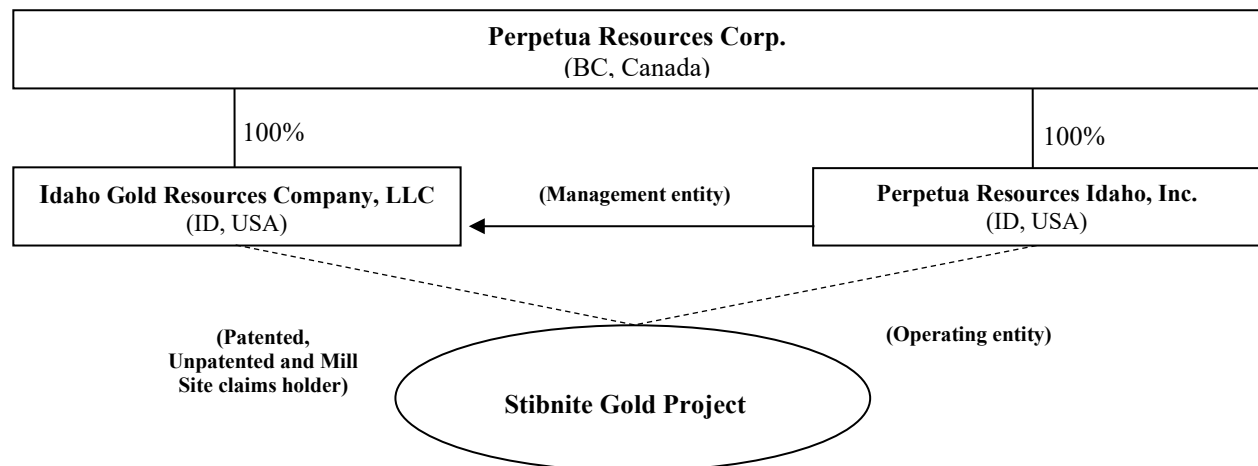 Perpetua Resources Corp.
(BC, Canada)
100%
100%
Idaho Gold Resources Company, LLC
(ID, USA)
(Management entity)
Perpetua Resources Idaho, Inc.
(ID, USA)
(Patented,
Unpatented and Mill
Site claims holder)
(Operating entity)
Stibnite Gold Project